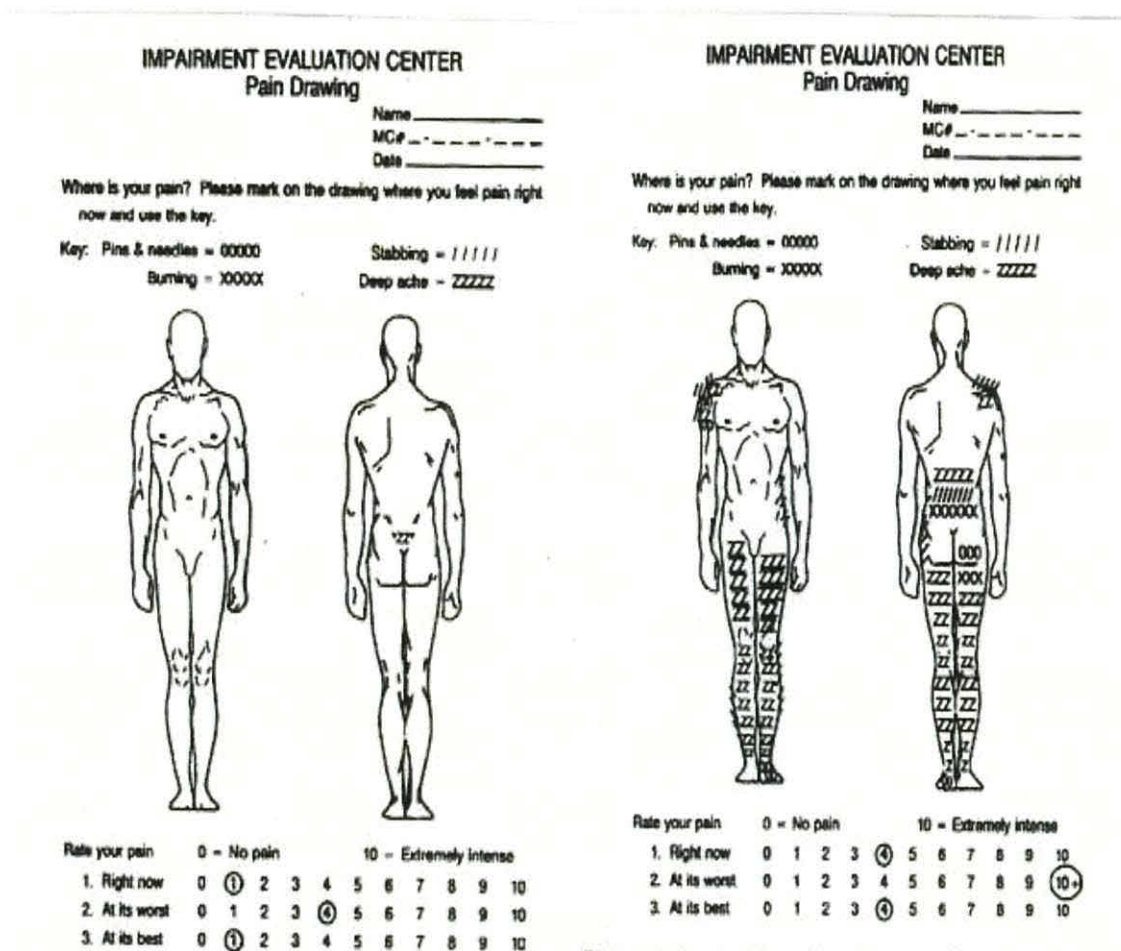 IMPAIRMENT EVALUATION CENTER
Pain Drawing
Name
MC# _ - _ _ _ - _ _ _
Date
Where is your pain? Please mark on the drawing where you feel pain right
now and use the key.
Key: Pins & needles = 00000 Stabbing = / / / / /
Burning = XXXXX Deep ache = ZZZZZ
ZZ
Rate your pain 0 = No pain 10 = Extremely intense
1. Right now 0 1 2 3 4 5 6 7 8 9 10
2. At its worst 0 1 2 3 4 5 6 7 8 9 10
3. At its best 0 1 2 3 4 5 6 7 8 9 10
IMPAIRMENT EVALUATION CENTER
Pain Drawing
Name
MC# _ - _ _ _ - _ _ _
Date
Where is your pain? Please mark on the drawing where you feel pain right
now and use the key.
Key: Pins & needles = 00000 Stabbing = / / / / /
Burning = XXXXX Deep ache = ZZZZZ
ZZZZZ
////////
XXXXXX
000
ZZZ XXX
Rate your pain 0 = No pain 10 = Extremely intense
1. Right now 0 1 2 3 4 5 6 7 8 9 10
2. At its worst 0 1 2 3 4 5 6 7 8 9 10+
3. At its best 0 1 2 3 4 5 6 7 8 9 10